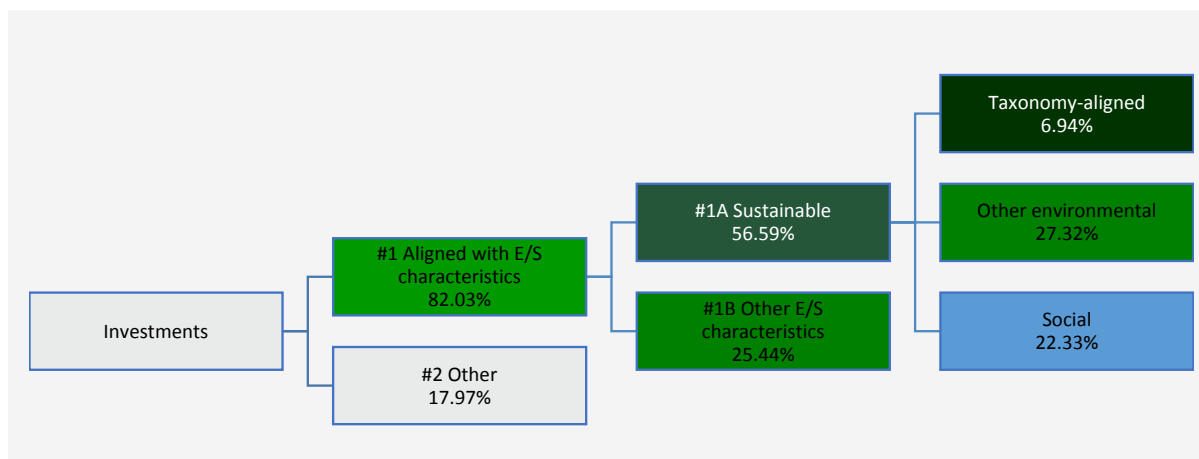 Investments
#1 Aligned with E/S
characteristics
82.03%
#2 Other
17.97%
#1A Sustainable
56.59%
#1B Other E/S
characteristics
25.44%
Taxonomy-aligned
6.94%
Other environmental
27.32%
Social
22.33%